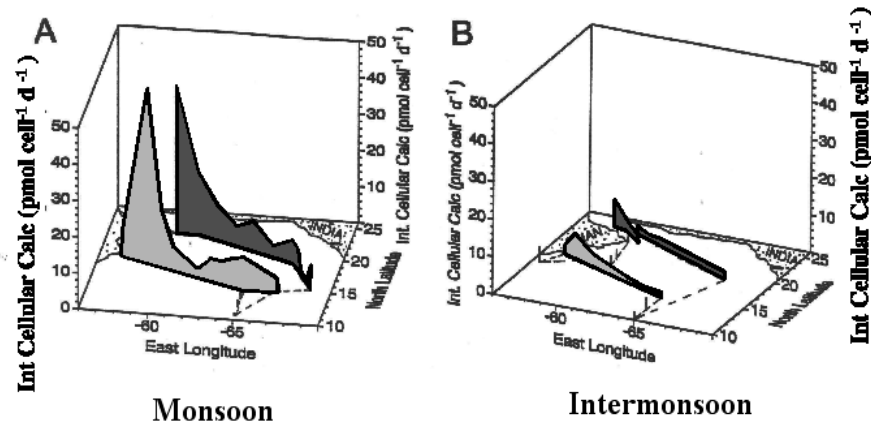 A
Int Cellular Calc (pmol cell⁻¹ d⁻¹)
50
40
30
20
10
0
-60
-65
East Longitude
10
15
20
25
North Latitude
INDIA
50
40
30
20
10
Int. Cellular Calc (pmol cell⁻¹ d⁻¹)
Monsoon
B
Int. Cellular Calc (pmol cell⁻¹ d⁻¹)
50
40
30
20
10
0
-60
-65
East Longitude
10
15
20
25
North Latitude
INDIA
50
40
30
20
10
Int Cellular Calc (pmol cell⁻¹ d⁻¹)
Intermonsoon